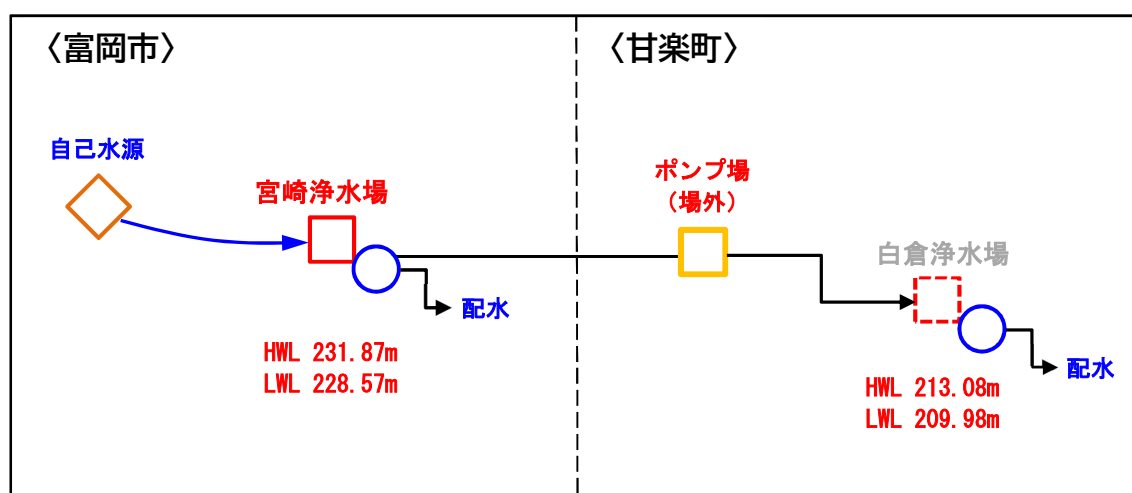 〈富岡市〉
〈甘楽町〉
自己水源
宮崎浄水場
ポンプ場
(場外)
白倉浄水場
配水
HWL 231.87m
LWL 228.57m
配水
HWL 213.08m
LWL 209.98m